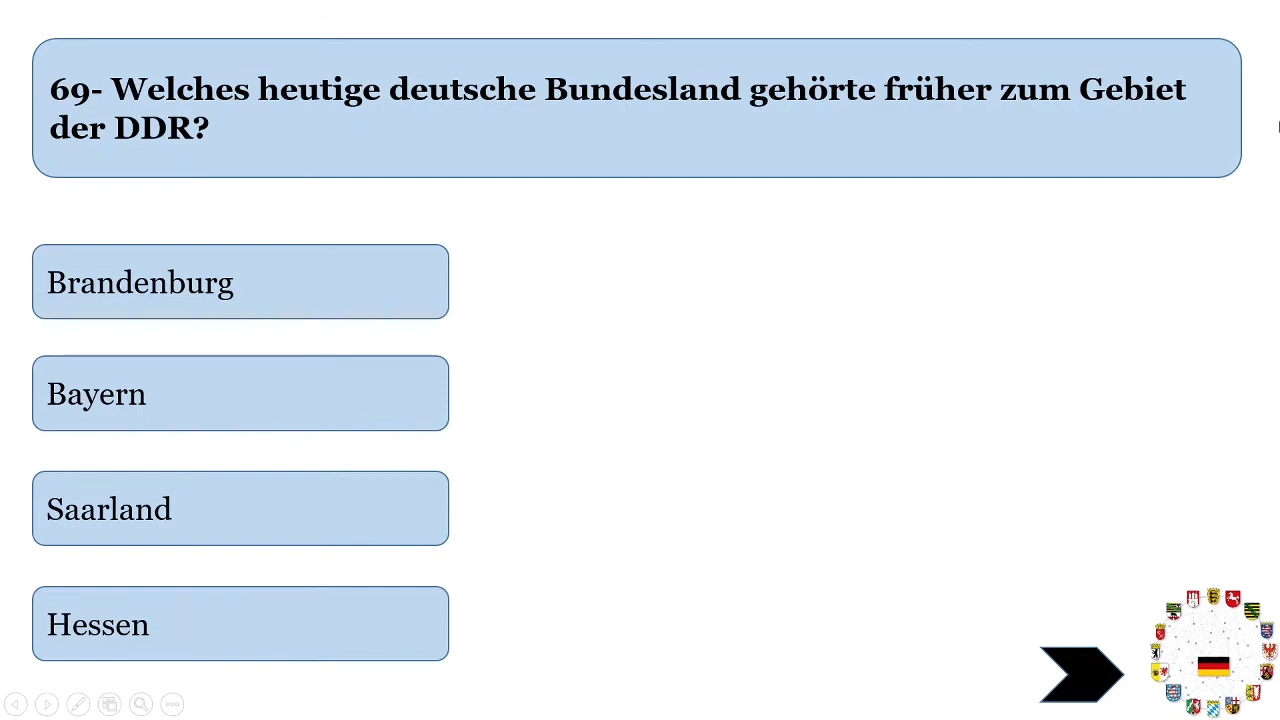 69- Welches heutige deutsche Bundesland gehörte früher zum Gebiet
der DDR?
Brandenburg
Bayern
Saarland
Hessen